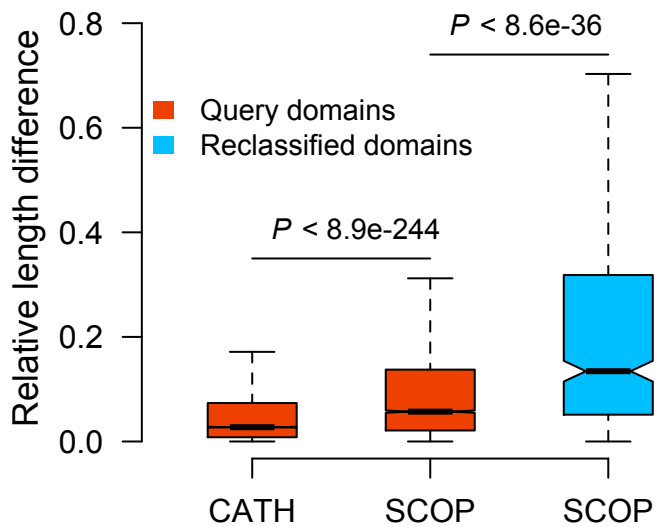 P < 8.6e-36
Query domains
Reclassified domains
P < 8.9e-244
Relative length difference
0.8
0.6
0.4
0.2
0.0
CATH
SCOP
SCOP